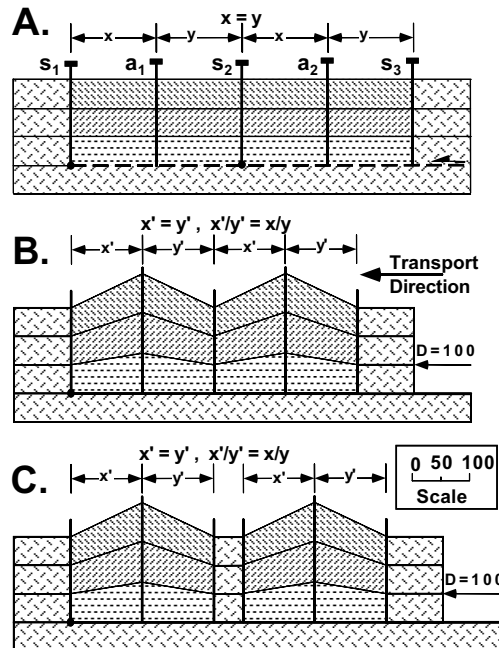 A.
x = y
x y x y
s1 a1 s2 a2 s3
x' = y' , x'/y' = x/y
B.
x' y' x' y'
Transport
Direction
D=100
x' = y' , x'/y' = x/y
C.
x' y' x' y'
0 50 100
Scale
D=100